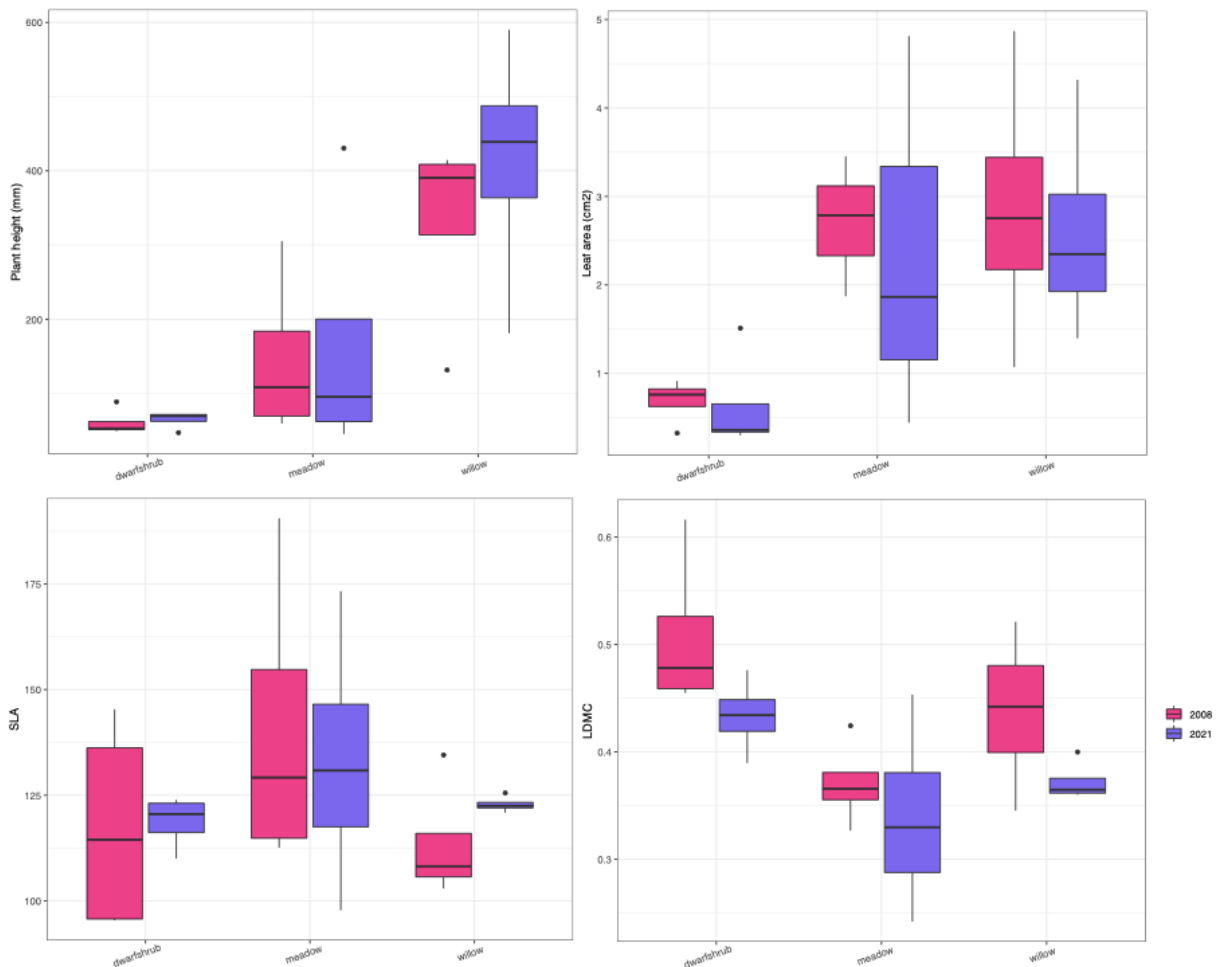 Plant height (mm)
600
400
200
dwarfshrub
meadow
willow
Leaf area (cm2)
5
4
3
2
1
dwarfshrub
meadow
willow
SLA
175
150
125
100
dwarfshrub
meadow
willow
LDMC
0.6
0.5
0.4
0.3
dwarfshrub
meadow
willow
2008
2021